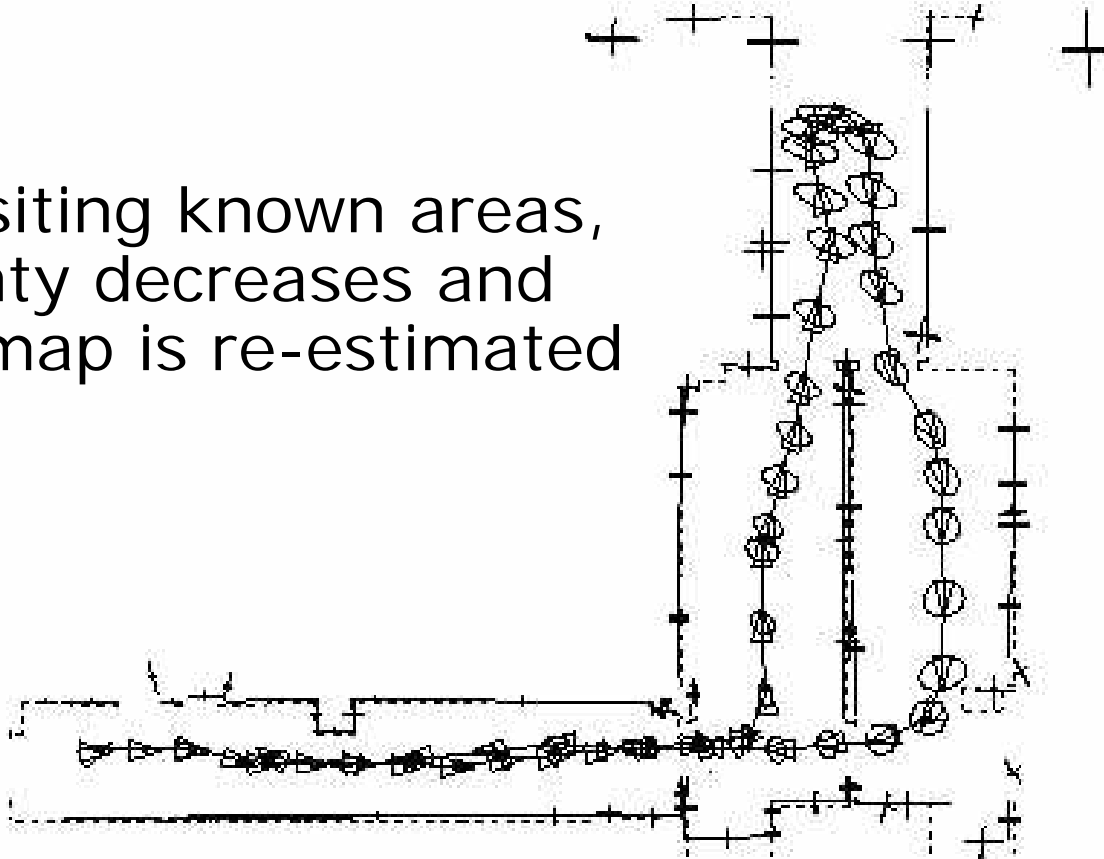 siting known areas,
nty decreases and
map is re-estimated